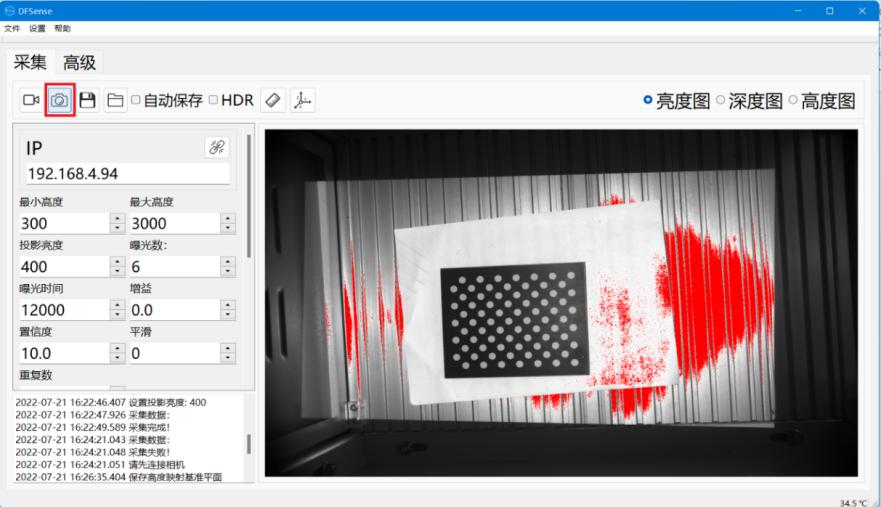 DFSense
文件 设置 帮助
采集 高级
自动保存 HDR 亮度图 深度图 高度图
IP
192.168.4.94
最小高度 最大高度
300 3000
投影亮度 曝光数:
400 6
曝光时间 增益
12000 0.0
置信度 平滑
10.0 0
重复数
2022-07-21 16:22:46.407 设置投影亮度: 400
2022-07-21 16:22:47.926 采集数据:
2022-07-21 16:22:49.589 采集完成!
2022-07-21 16:24:21.043 采集数据:
2022-07-21 16:24:21.048 采集失败!
2022-07-21 16:24:21.051 请先连接相机
2022-07-21 16:26:35.404 保存高度映射基准平面
34.5 ℃